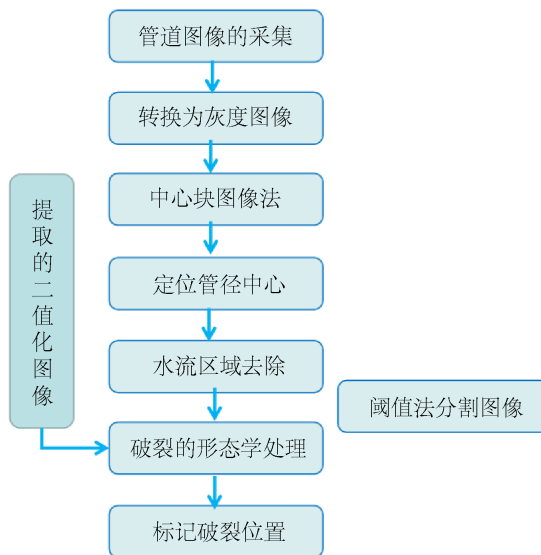 管道图像的采集
转换为灰度图像
中心块图像法
定位管径中心
水流区域去除
破裂的形态学处理
标记破裂位置
提取的二值化图像
阈值法分割图像